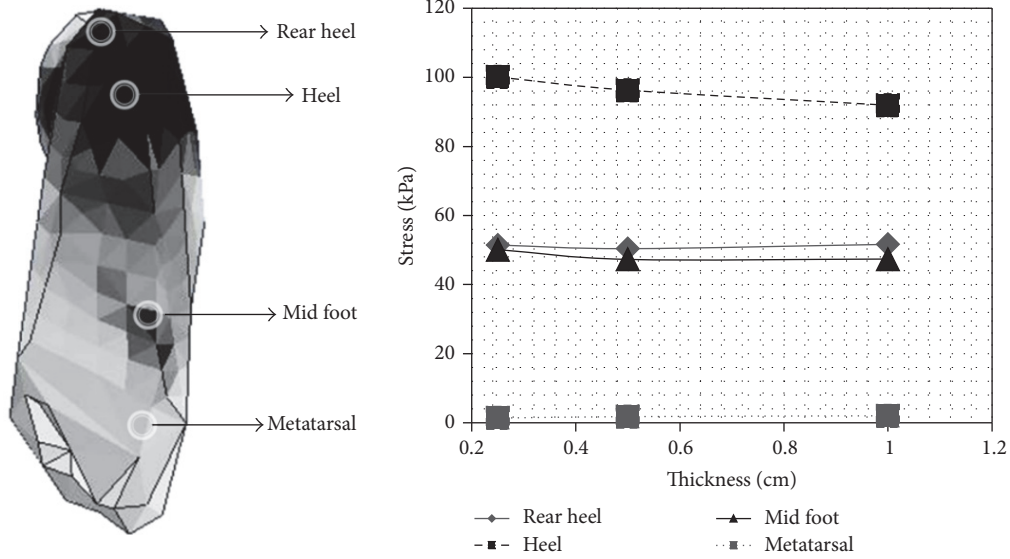 Rear heel
Heel
Mid foot
Metatarsal
Stress (kPa)
120
100
80
60
40
20
0
0.2 0.4 0.6 0.8 1 1.2
Thickness (cm)
Rear heel
Heel
Mid foot
Metatarsal